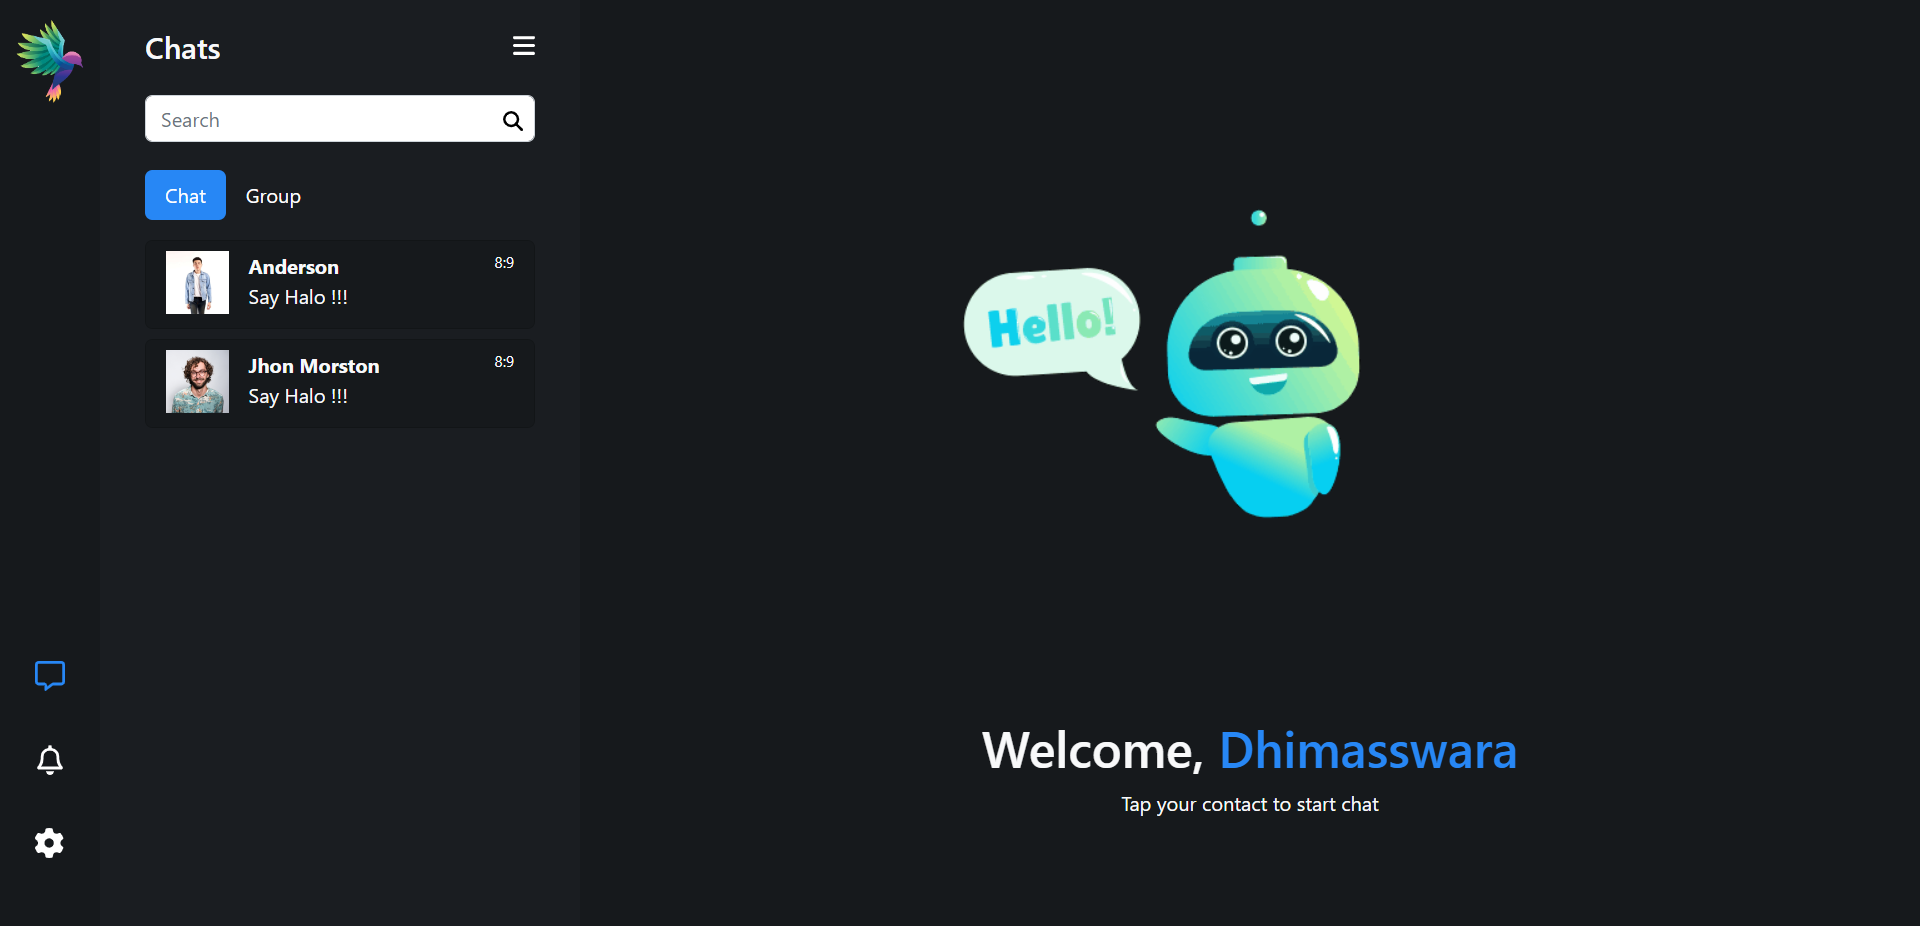 Chats
Search
Chat
Group
Anderson
8:9
Say Halo !!!
Jhon Morston
8:9
Say Halo !!!
Hello!
Welcome, Dhimasswara
Tap your contact to start chat